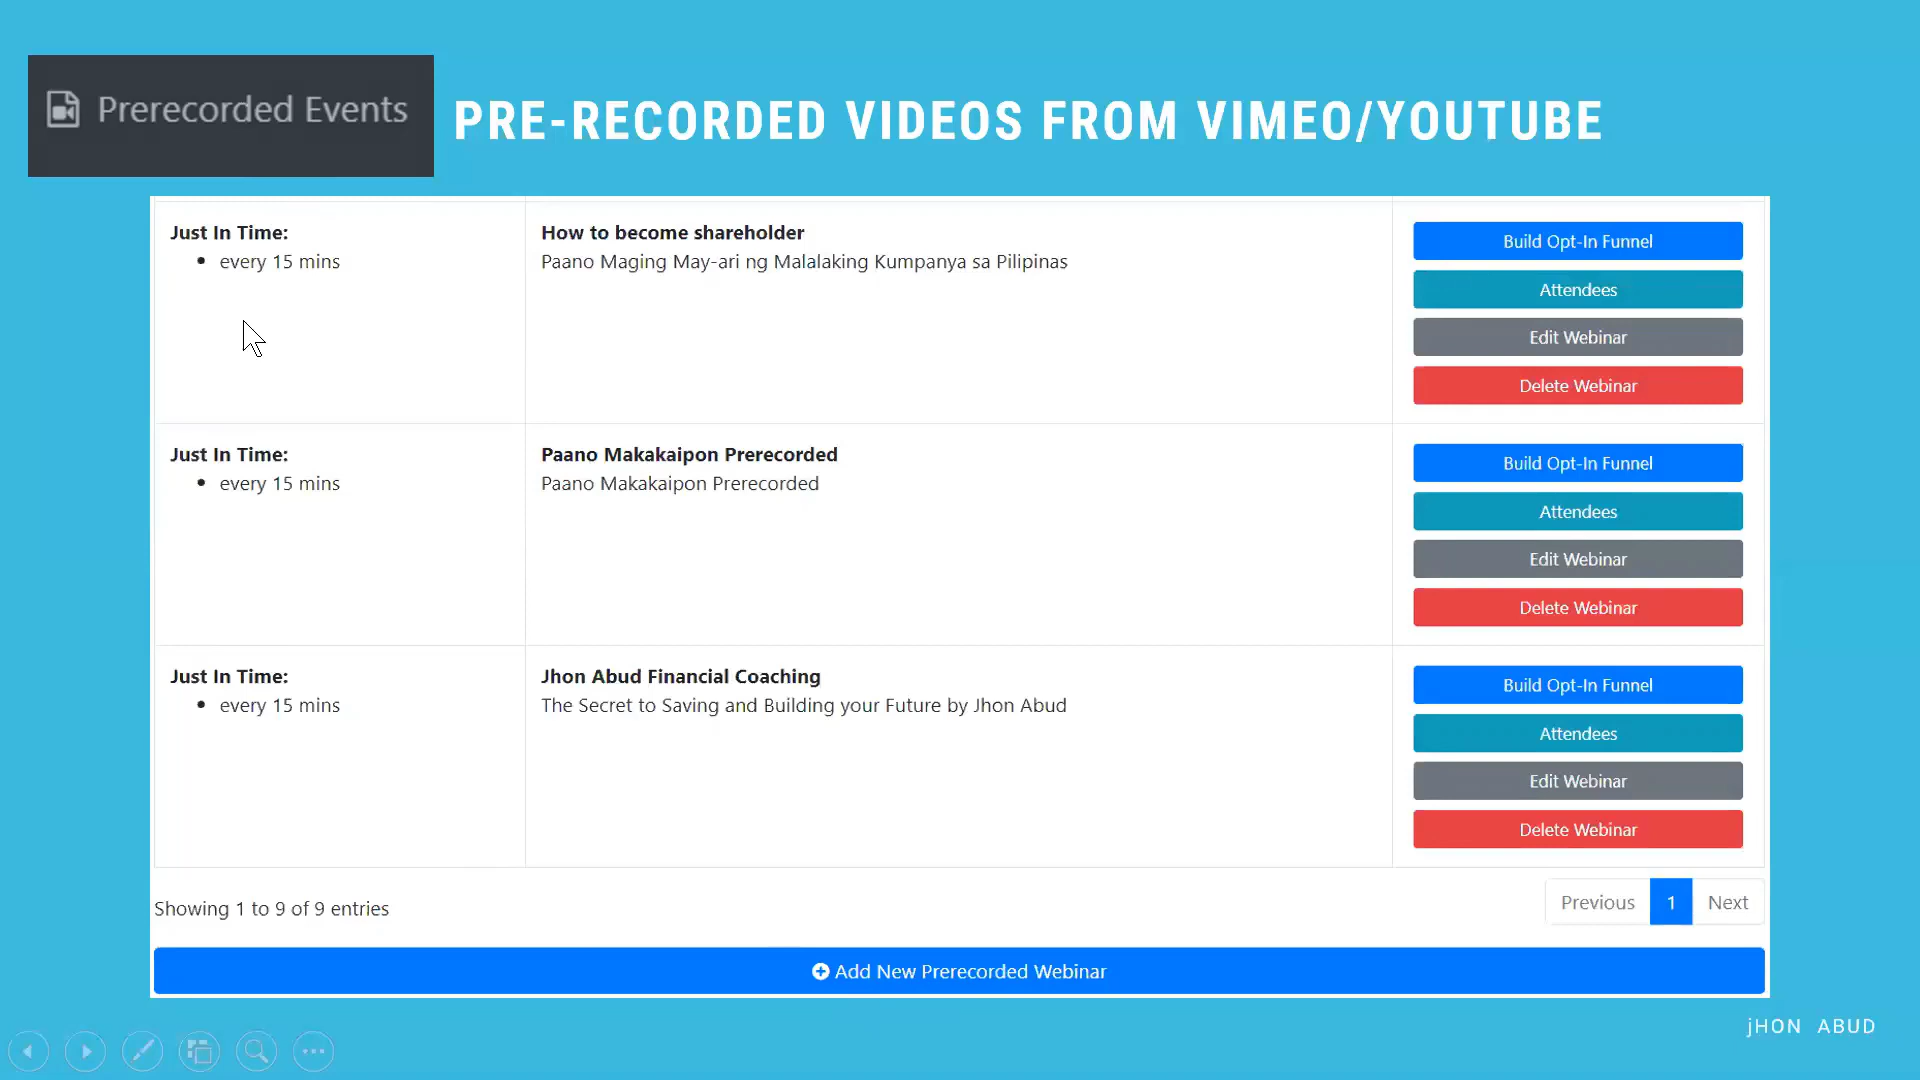 Prerecorded Events
PRE-RECORDED VIDEOS FROM VIMEO/YOUTUBE
Just In Time:
• every 15 mins
How to become shareholder
Paano Maging May-ari ng Malalaking Kumpanya sa Pilipinas
Build Opt-In Funnel
Attendees
Edit Webinar
Delete Webinar
Just In Time:
• every 15 mins
Paano Makakaipon Prerecorded
Paano Makakaipon Prerecorded
Build Opt-In Funnel
Attendees
Edit Webinar
Delete Webinar
Just In Time:
• every 15 mins
Jhon Abud Financial Coaching
The Secret to Saving and Building your Future by Jhon Abud
Build Opt-In Funnel
Attendees
Edit Webinar
Delete Webinar
Showing 1 to 9 of 9 entries
Previous 1 Next
Add New Prerecorded Webinar
jHON ABUD